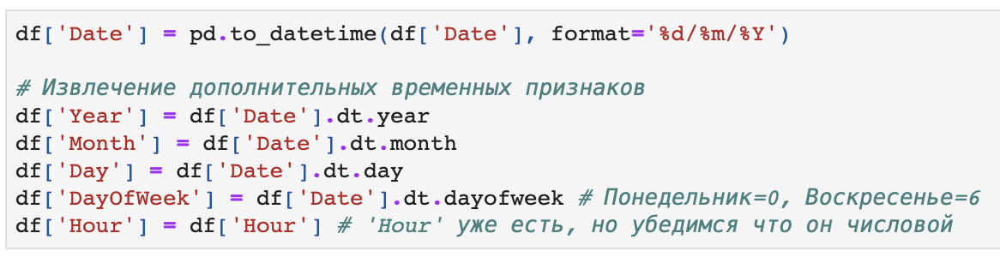 df['Date'] = pd.to_datetime(df['Date'], format='%d/%m/%Y')
# Извлечение дополнительных временных признаков
df['Year'] = df['Date'].dt.year
df['Month'] = df['Date'].dt.month
df['Day'] = df['Date'].dt.day
df['DayOfWeek'] = df['Date'].dt.dayofweek # Понедельник=0, Воскресенье=6
df['Hour'] = df['Hour'] # 'Hour' уже есть, но убедимся что он числовой